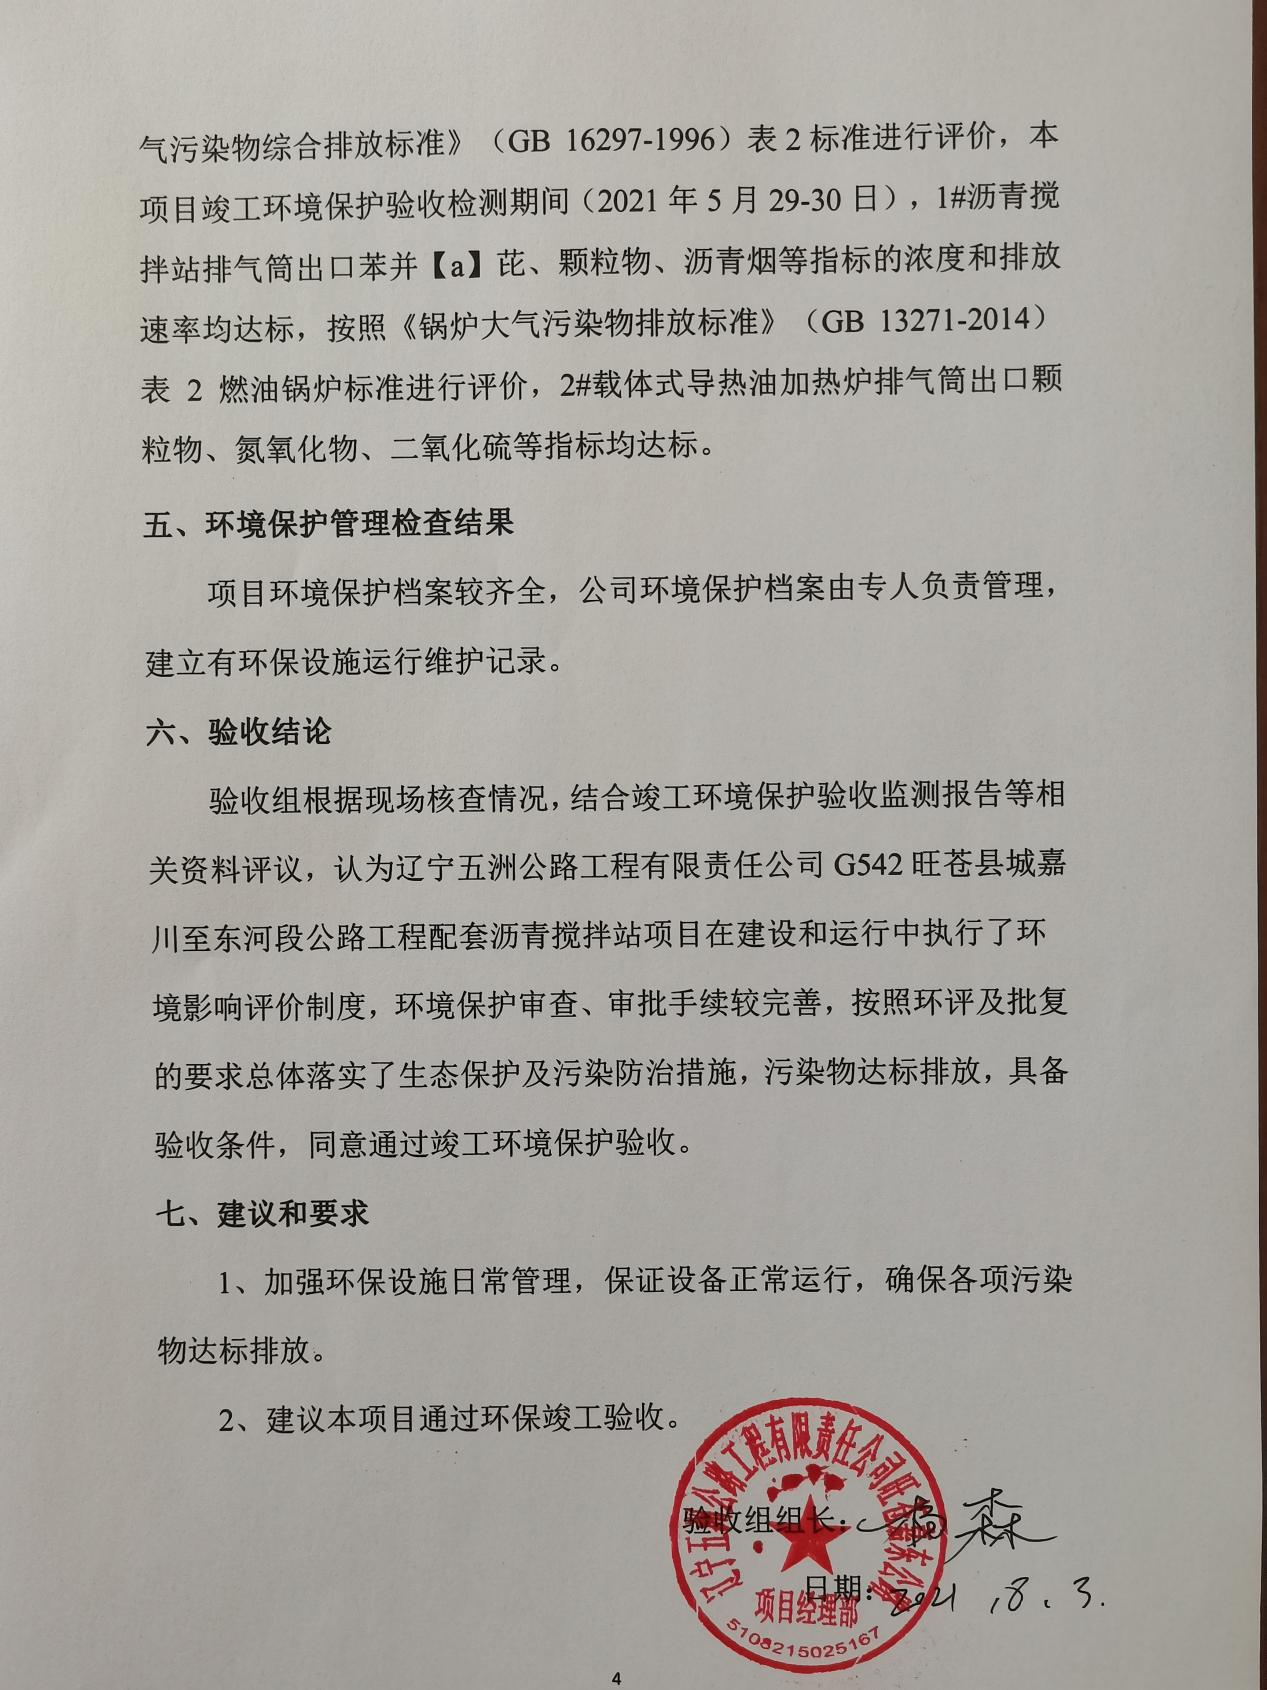 气污染物综合排放标准》（GB 16297-1996）表 2 标准进行评价，本
项目竣工环境保护验收检测期间（2021 年 5 月 29-30 日），1#沥青搅
拌站排气筒出口苯并【a】芘、颗粒物、沥青烟等指标的浓度和排放
速率均达标，按照《锅炉大气污染物排放标准》（GB 13271-2014）
表 2 燃油锅炉标准进行评价，2#载体式导热油加热炉排气筒出口颗
粒物、氮氧化物、二氧化硫等指标均达标。
五、环境保护管理检查结果
项目环境保护档案较齐全，公司环境保护档案由专人负责管理，
建立有环保设施运行维护记录。
六、验收结论
验收组根据现场核查情况，结合竣工环境保护验收监测报告等相
关资料评议，认为辽宁五洲公路工程有限责任公司 G542 旺苍县城嘉
川至东河段公路工程配套沥青搅拌站项目在建设和运行中执行了环
境影响评价制度，环境保护审查、审批手续较完善，按照环评及批复
的要求总体落实了生态保护及污染防治措施，污染物达标排放，具备
验收条件，同意通过竣工环境保护验收。
七、建议和要求
1、加强环保设施日常管理，保证设备正常运行，确保各项污染
物达标排放。
2、建议本项目通过环保竣工验收。
辽宁五洲公路工程有限责任公司旺
验收组组长：
森
日期：2021.8.3.
项目经理部
5108215025167
4